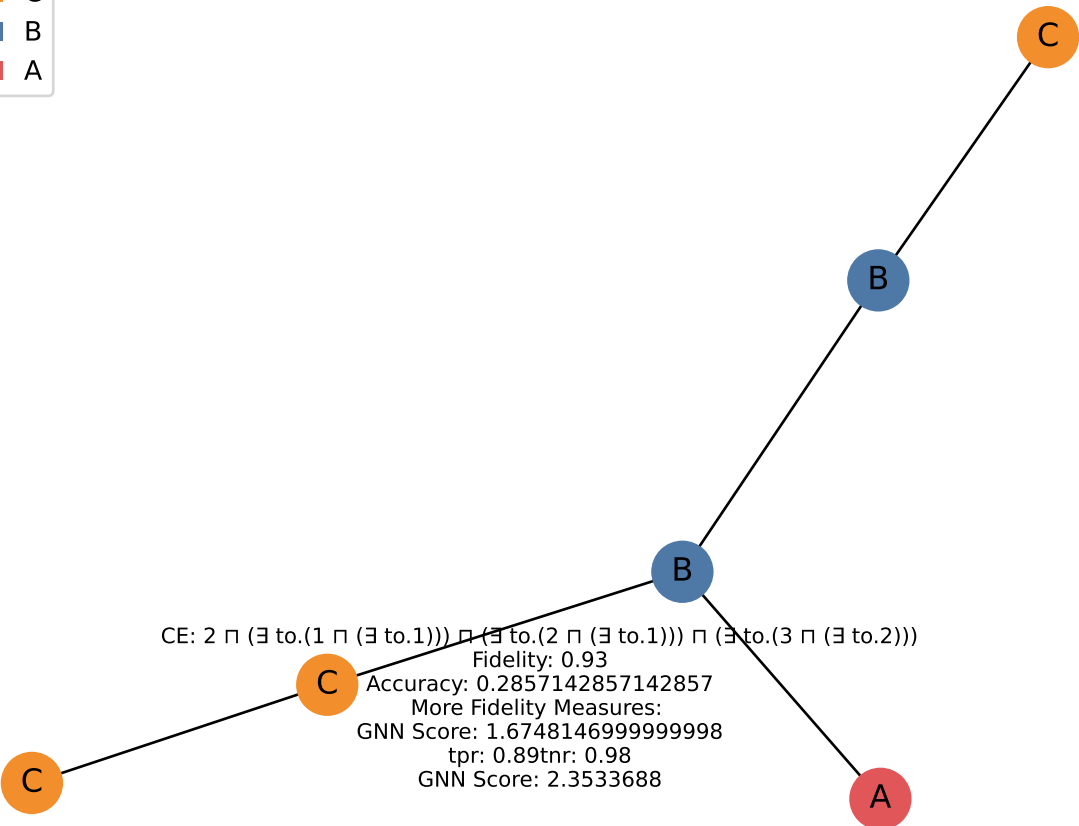 C
B
A
C
B
B
CE: 2 ⊓ (∃ to.(1 ⊓ (∃ to.1))) ⊓ (∃ to.(2 ⊓ (∃ to.1))) ⊓ (∃ to.(3 ⊓ (∃ to.2)))
Fidelity: 0.93
C
Accuracy: 0.2857142857142857
More Fidelity Measures:
GNN Score: 1.6748146999999998
tpr: 0.89tnr: 0.98
GNN Score: 2.3533688
C
A